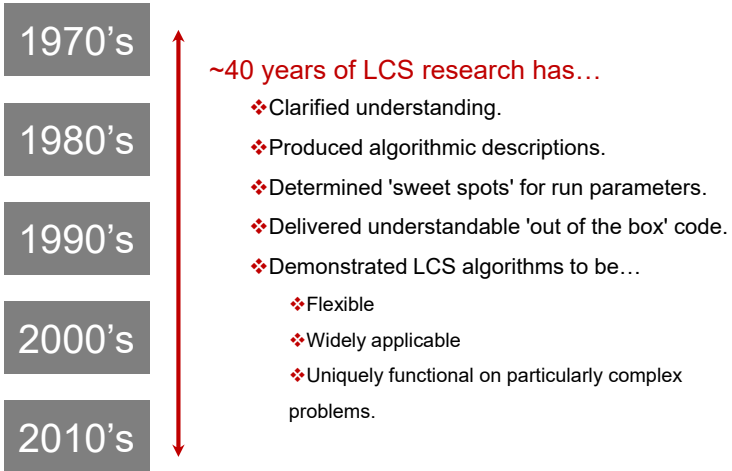 1970’s
1980’s
1990’s
2000’s
2010’s
~40 years of LCS research has…
❖Clarified understanding.
❖Produced algorithmic descriptions.
❖Determined 'sweet spots' for run parameters.
❖Delivered understandable 'out of the box' code.
❖Demonstrated LCS algorithms to be…
❖Flexible
❖Widely applicable
❖Uniquely functional on particularly complex
problems.